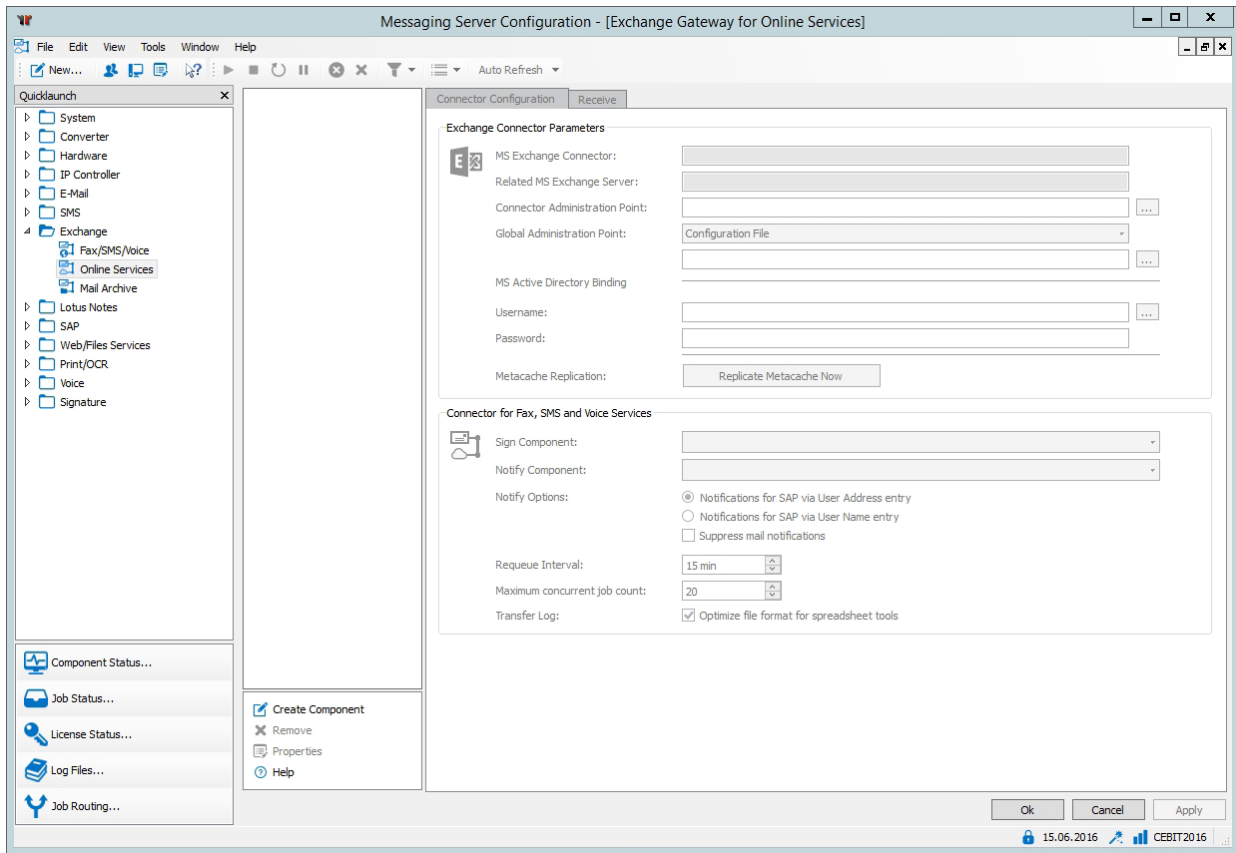 Messaging Server Configuration - [Exchange Gateway for Online Services]
File Edit View Tools Window Help
New... Auto Refresh
Quicklaunch
System
Converter
Hardware
IP Controller
E-Mail
SMS
Exchange
Fax/SMS/Voice
Online Services
Mail Archive
Lotus Notes
SAP
Web/Files Services
Print/OCR
Voice
Signature
Component Status...
Job Status...
License Status...
Log Files...
Job Routing...
Create Component
Remove
Properties
Help
Connector Configuration Receive
Exchange Connector Parameters
MS Exchange Connector:
Related MS Exchange Server:
Connector Administration Point: ...
Global Administration Point: Configuration File
...
MS Active Directory Binding
Username: ...
Password:
Metacache Replication: Replicate Metacache Now
Connector for Fax, SMS and Voice Services
Sign Component:
Notify Component:
Notify Options: Notifications for SAP via User Address entry
Notifications for SAP via User Name entry
Suppress mail notifications
Requeue Interval: 15 min
Maximum concurrent job count: 20
Transfer Log: Optimize file format for spreadsheet tools
Ok Cancel Apply
15.06.2016 CEBIT2016